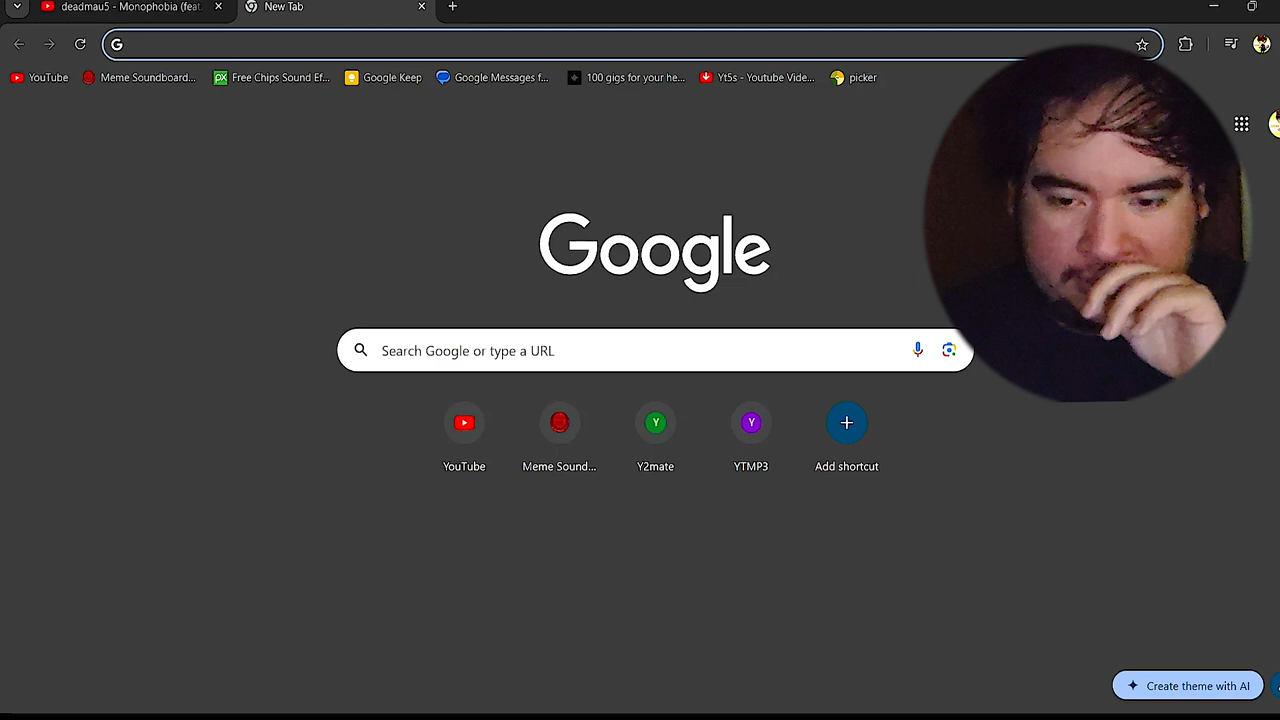 deadmau5 - Monophobia (feat.
New Tab
YouTube
Meme Soundboard...
Free Chips Sound Ef...
Google Keep
Google Messages f...
100 gigs for your he...
Yt5s - Youtube Vide...
picker
Google
Search Google or type a URL
Y
Y
YouTube
Meme Sound...
Y2mate
YTMP3
Add shortcut
Create theme with AI